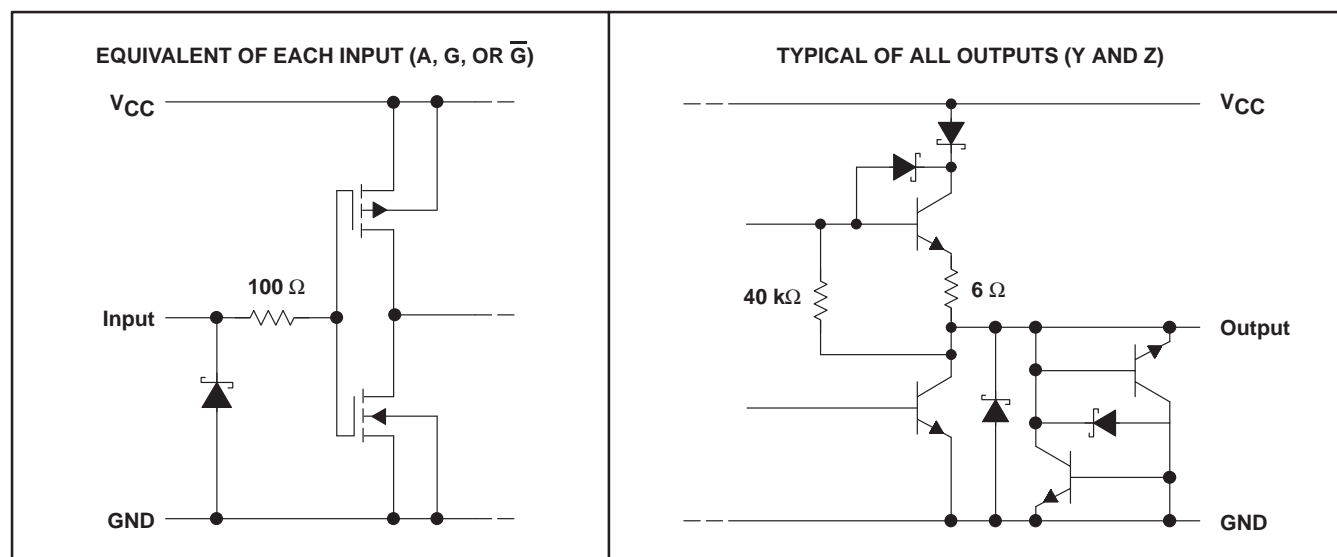 EQUIVALENT OF EACH INPUT (A, G, OR G̅)
VCC
100 Ω
Input
GND
TYPICAL OF ALL OUTPUTS (Y AND Z)
VCC
40 kΩ
6 Ω
Output
GND